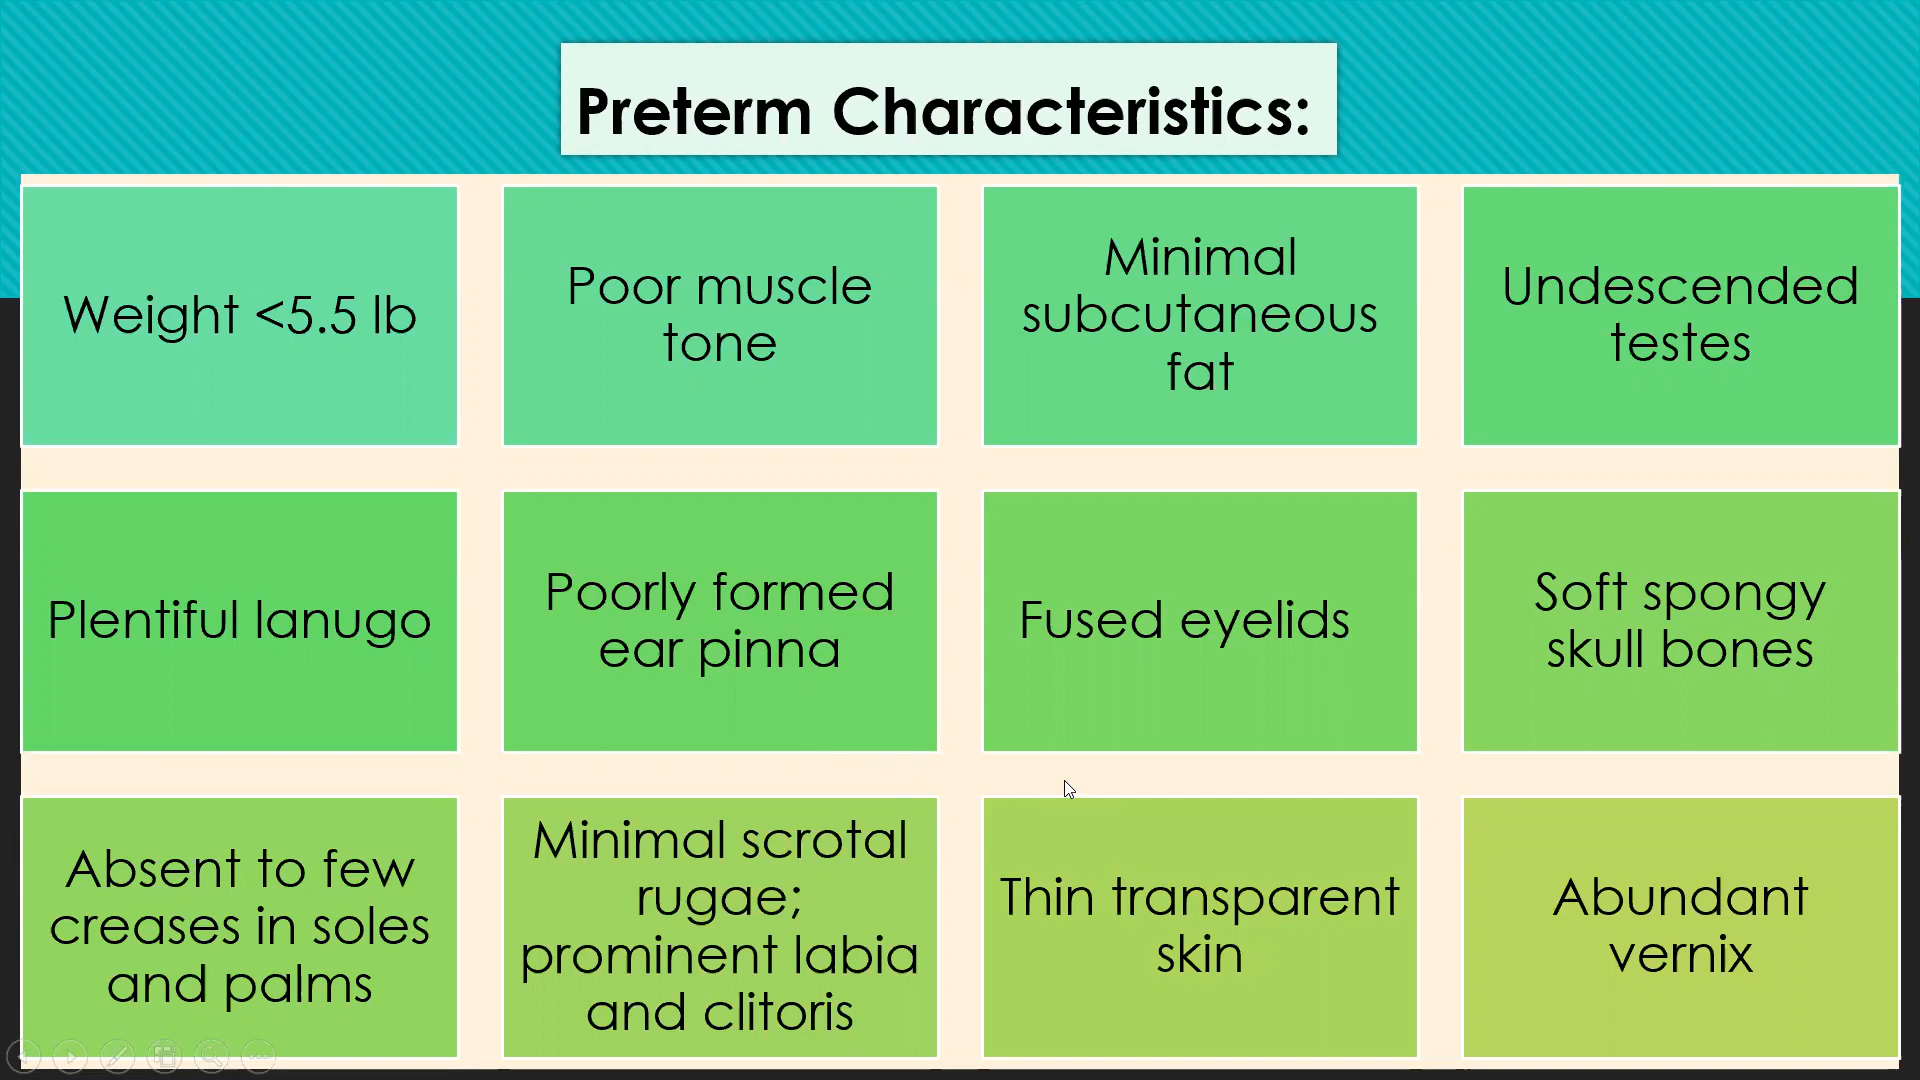 Preterm Characteristics:
Weight <5.5 lb
Poor muscle
tone
Minimal
subcutaneous
fat
Undescended
testes
Plentiful lanugo
Poorly formed
ear pinna
Fused eyelids
Soft spongy
skull bones
Absent to few
creases in soles
and palms
Minimal scrotal
rugae;
prominent labia
and clitoris
Thin transparent
skin
Abundant
vernix